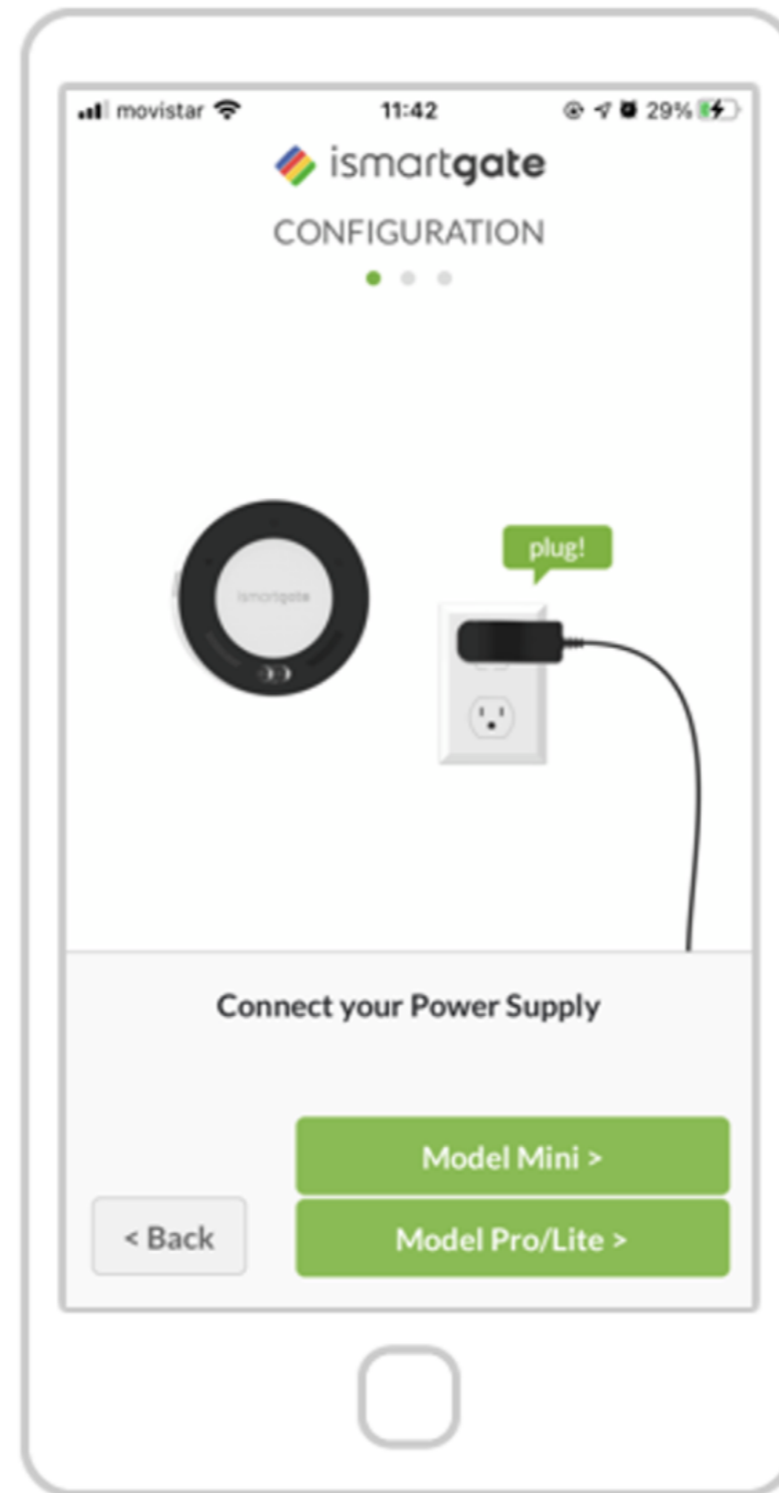 movistar 11:42 29%
ismartgate
CONFIGURATION
plug!
ismartgate
Connect your Power Supply
Model Mini >
< Back
Model Pro/Lite >